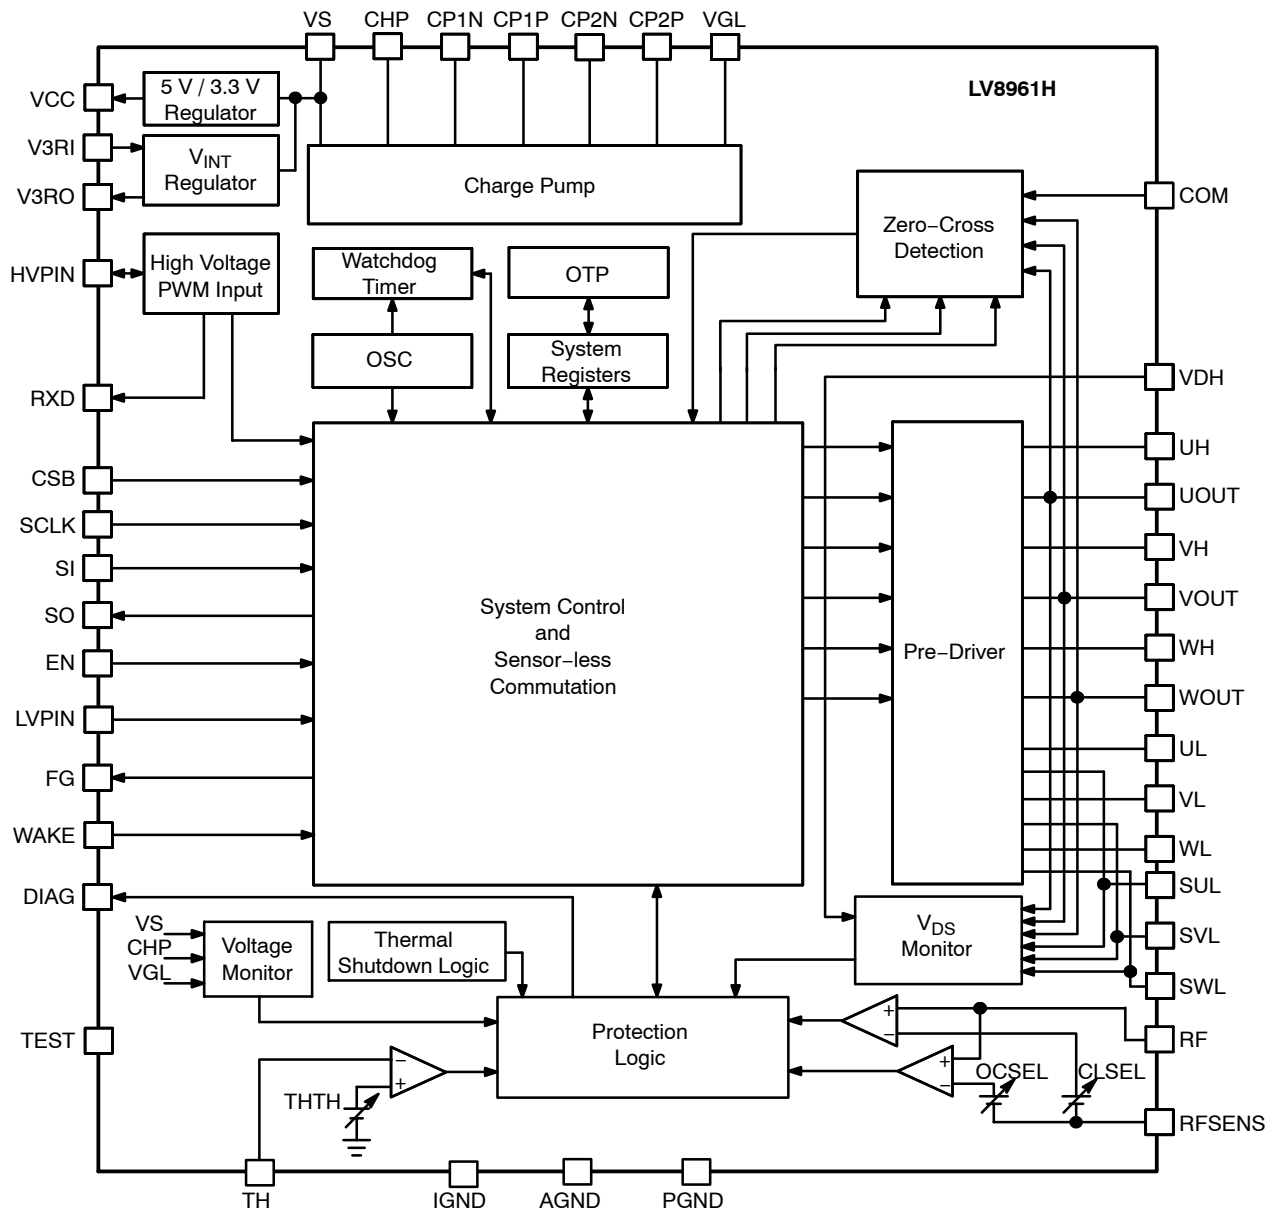 VS
CHP
CP1N
CP1P
CP2N
CP2P
VGL
LV8961H
VCC
5 V / 3.3 V
Regulator
V3RI
VINT
Regulator
V3RO
Charge Pump
COM
Zero−Cross
Detection
HVPIN
High Voltage
PWM Input
Watchdog
Timer
OTP
OSC
System
Registers
RXD
VDH
CSB
SCLK
SI
SO
EN
LVPIN
FG
WAKE
DIAG
System Control
and
Sensor−less
Commutation
Pre−Driver
UH
UOUT
VH
VOUT
WH
WOUT
UL
VL
WL
SUL
SVL
SWL
VS
CHP
VGL
Voltage
Monitor
Thermal
Shutdown Logic
VDS
Monitor
TEST
Protection
Logic
+
−
RF
+
−
OCSEL
CLSEL
−
+
THTH
RFSENS
TH
IGND
AGND
PGND